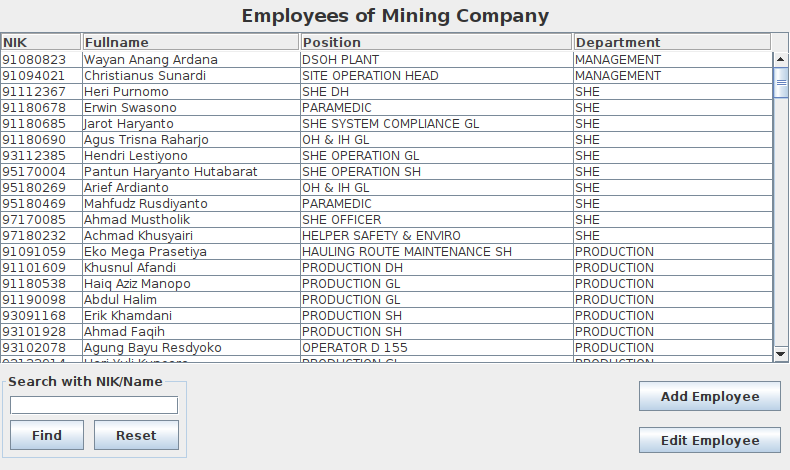 Employees of Mining Company
NIK Fullname Position Department
91080823 Wayan Anang Ardana DSOH PLANT MANAGEMENT
91094021 Christianus Sunardi SITE OPERATION HEAD MANAGEMENT
91112367 Heri Purnomo SHE DH SHE
91180678 Erwin Swasono PARAMEDIC SHE
91180685 Jarot Haryanto SHE SYSTEM COMPLIANCE GL SHE
91180690 Agus Trisna Raharjo OH & IH GL SHE
93112385 Hendri Lestiyono SHE OPERATION GL SHE
95170004 Pantun Haryanto Hutabarat SHE OPERATION SH SHE
95180269 Arief Ardianto OH & IH GL SHE
95180469 Mahfudz Rusdiyanto PARAMEDIC SHE
97170085 Ahmad Mustholik SHE OFFICER SHE
97180232 Achmad Khusyairi HELPER SAFETY & ENVIRO SHE
91091059 Eko Mega Prasetiya HAULING ROUTE MAINTENANCE SH PRODUCTION
91101609 Khusnul Afandi PRODUCTION DH PRODUCTION
91180538 Haiq Aziz Manopo PRODUCTION GL PRODUCTION
91190098 Abdul Halim PRODUCTION GL PRODUCTION
93091168 Erik Khamdani PRODUCTION SH PRODUCTION
93101928 Ahmad Faqih PRODUCTION SH PRODUCTION
93102078 Agung Bayu Resdyoko OPERATOR D 155 PRODUCTION
PRODUCTION GL PRODUCTION
Search with NIK/Name
Find Reset
Add Employee
Edit Employee